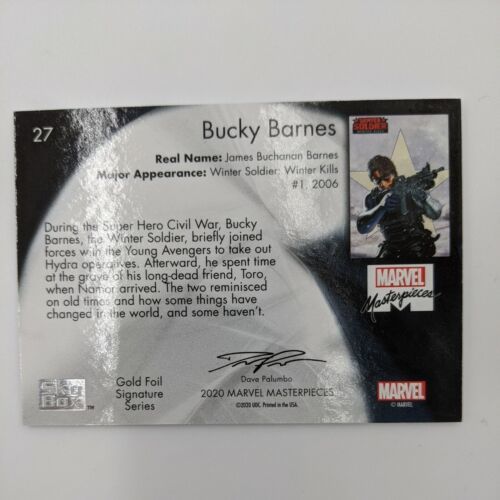 27
Bucky Barnes
Real Name: James Buchanan Barnes
Major Appearance: Winter Soldier: Winter Kills
#1, 2006
WINTER
SOLDIER
During the Super Hero Civil War, Bucky
Barnes, the Winter Soldier, briefly joined
forces with the Young Avengers to take out
Hydra operatives. Afterward, he spent time
at the grave of his long-dead friend, Toro,
when Namor arrived. The two reminisced
on old times and how some things have
changed in the world, and some haven't.
MARVEL
Masterpieces
SkyBox™
Gold Foil
Signature
Series
Dave Palumbo
2020 MARVEL MASTERPIECES
©2020 UDC. Printed in the USA.
MARVEL
© MARVEL